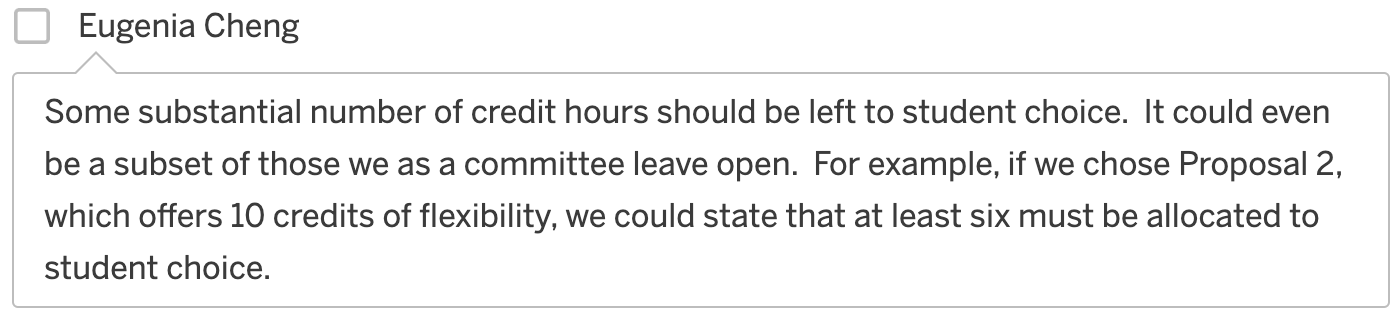 Eugenia Cheng
Some substantial number of credit hours should be left to student choice.  It could even
be a subset of those we as a committee leave open.  For example, if we chose Proposal 2,
which offers 10 credits of flexibility, we could state that at least six must be allocated to
student choice.